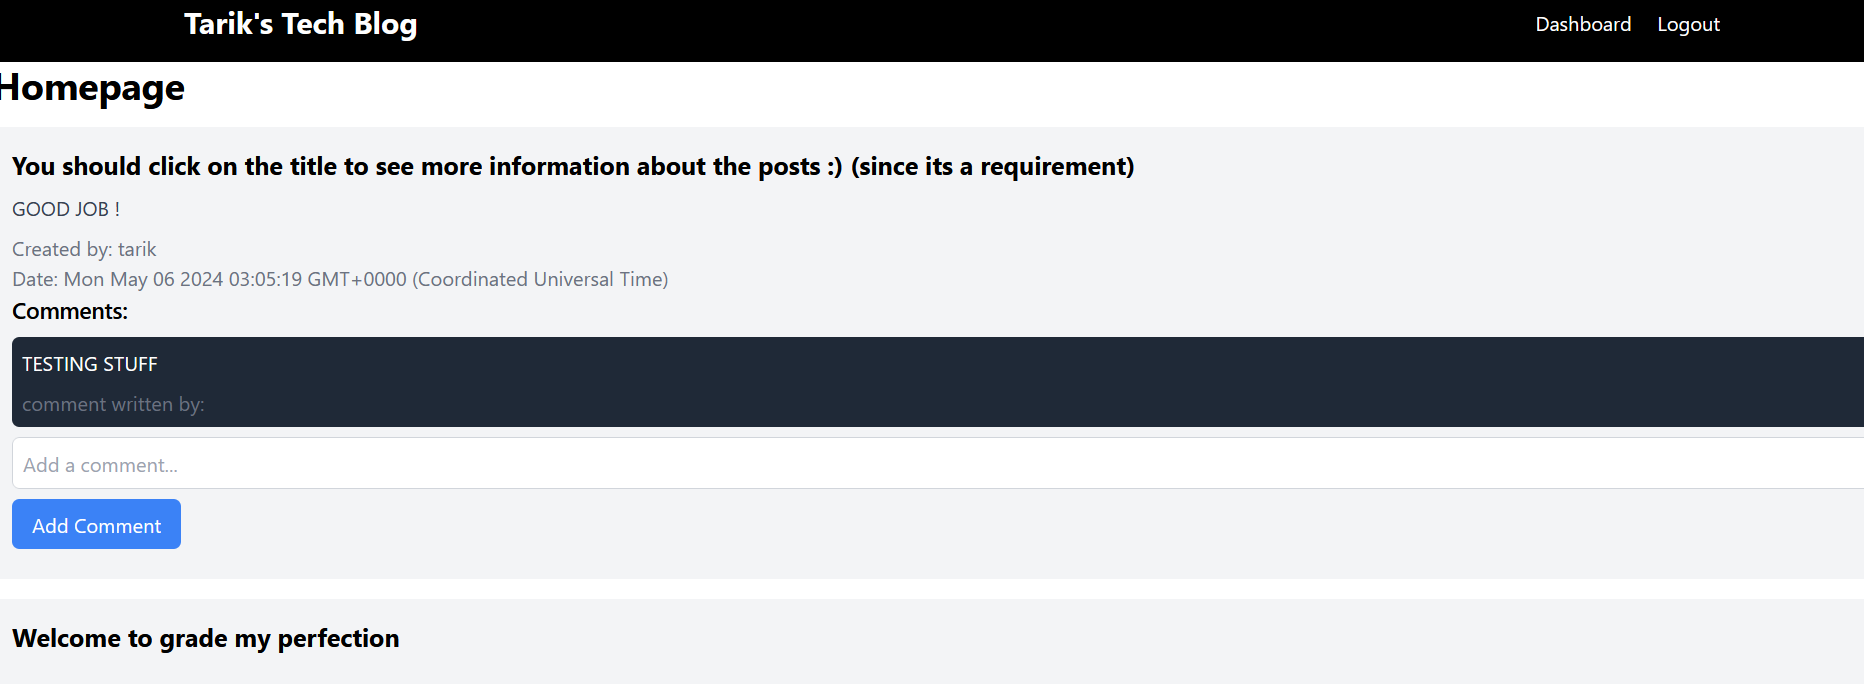 Tarik's Tech Blog
Dashboard
Logout
Homepage
You should click on the title to see more information about the posts :) (since its a requirement)
GOOD JOB !
Created by: tarik
Date: Mon May 06 2024 03:05:19 GMT+0000 (Coordinated Universal Time)
Comments:
TESTING STUFF
comment written by:
Add a comment...
Add Comment
Welcome to grade my perfection